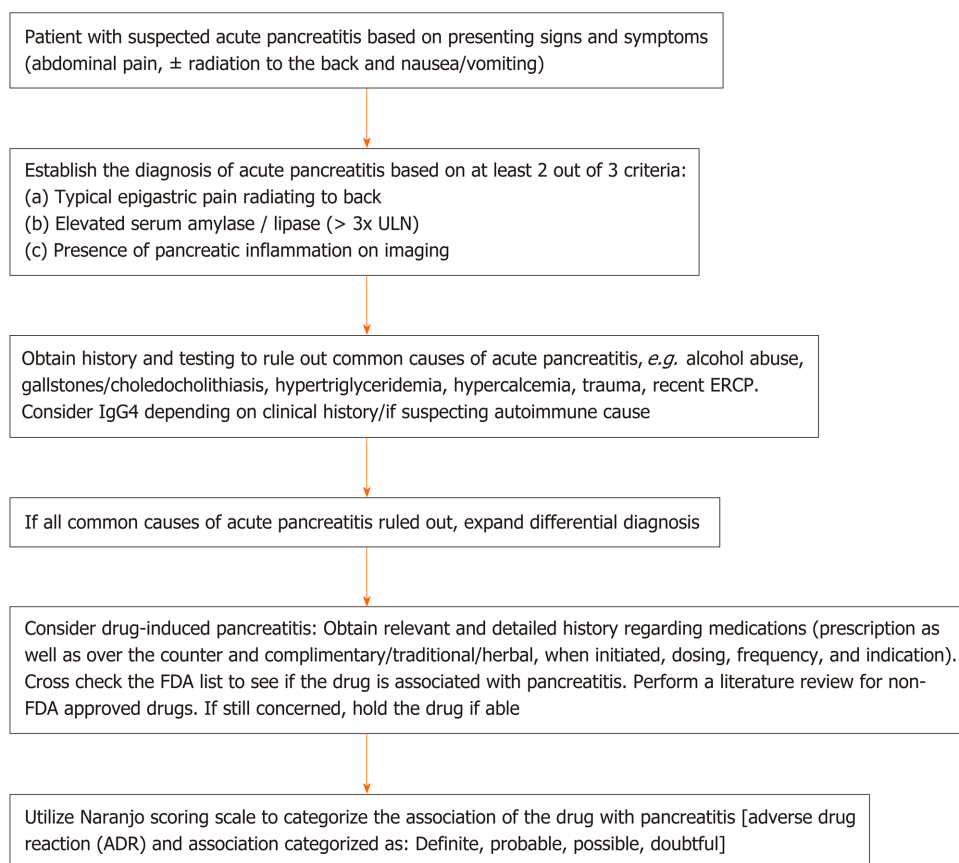 Patient with suspected acute pancreatitis based on presenting signs and symptoms
(abdominal pain, ± radiation to the back and nausea/vomiting)
Establish the diagnosis of acute pancreatitis based on at least 2 out of 3 criteria:
(a) Typical epigastric pain radiating to back
(b) Elevated serum amylase / lipase (> 3x ULN)
(c) Presence of pancreatic inflammation on imaging
Obtain history and testing to rule out common causes of acute pancreatitis, e.g. alcohol abuse,
gallstones/choledocholithiasis, hypertriglyceridemia, hypercalcemia, trauma, recent ERCP.
Consider IgG4 depending on clinical history/if suspecting autoimmune cause
If all common causes of acute pancreatitis ruled out, expand differential diagnosis
Consider drug-induced pancreatitis: Obtain relevant and detailed history regarding medications (prescription as
well as over the counter and complimentary/traditional/herbal, when initiated, dosing, frequency, and indication).
Cross check the FDA list to see if the drug is associated with pancreatitis. Perform a literature review for non-
FDA approved drugs. If still concerned, hold the drug if able
Utilize Naranjo scoring scale to categorize the association of the drug with pancreatitis [adverse drug
reaction (ADR) and association categorized as: Definite, probable, possible, doubtful]